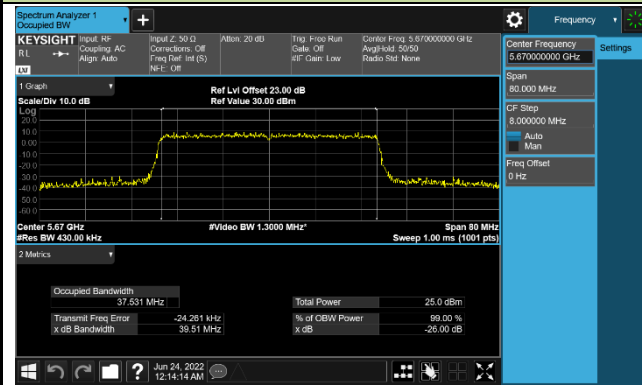 Spectrum Analyzer 1
Occupied BW
+
Frequency
KEYSIGHT
RL
LXI
Input: RF
Coupling: AC
Align: Auto
Input Z: 50 Ω
Corrections: Off
Freq Ref: Int (S)
NFE: Off
Atten: 20 dB
Trig: Free Run
Gate: Off
#IF Gain: Low
Center Freq: 5.670000000 GHz
Avg|Hold: 50/50
Radio Std: None
Center Frequency
5.670000000 GHz
Settings
Span
80.000 MHz
CF Step
8.000000 MHz
Auto
Man
Freq Offset
0 Hz
1 Graph
Scale/Div 10.0 dB
Ref Lvl Offset 23.00 dB
Ref Value 30.00 dBm
Log
20.0
10.0
0.00
-10.0
-20.0
-30.0
-40.0
-50.0
-60.0
Center 5.67 GHz
#Res BW 430.00 kHz
#Video BW 1.3000 MHz*
Span 80 MHz
Sweep 1.00 ms (1001 pts)
2 Metrics
Occupied Bandwidth
37.531 MHz
Total Power 25.0 dBm
Transmit Freq Error -24.261 kHz
% of OBW Power 99.00 %
x dB Bandwidth 39.51 MHz
x dB -26.00 dB
?
Jun 24, 2022
12:14:14 AM